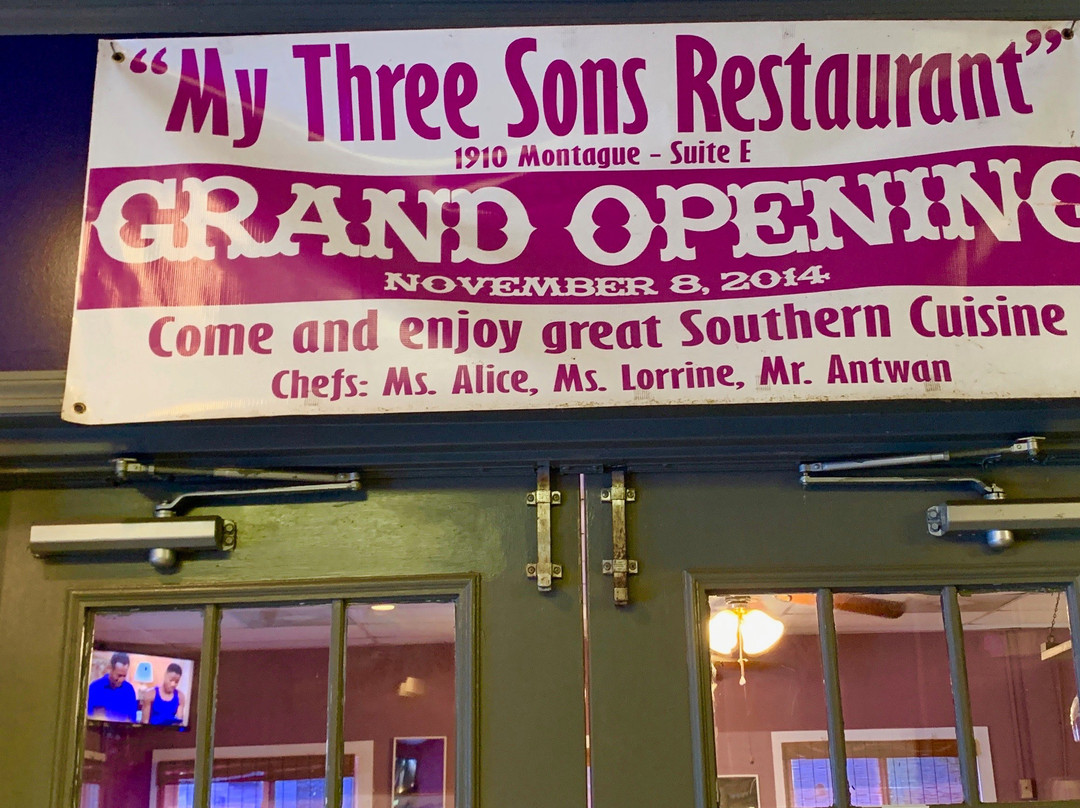 “My Three Sons Restaurant”
1910 Montague - Suite E
GRAND OPENING
NOVEMBER 8, 2014
Come and enjoy great Southern Cuisine
Chefs: Ms. Alice, Ms. Lorrine, Mr. Antwan